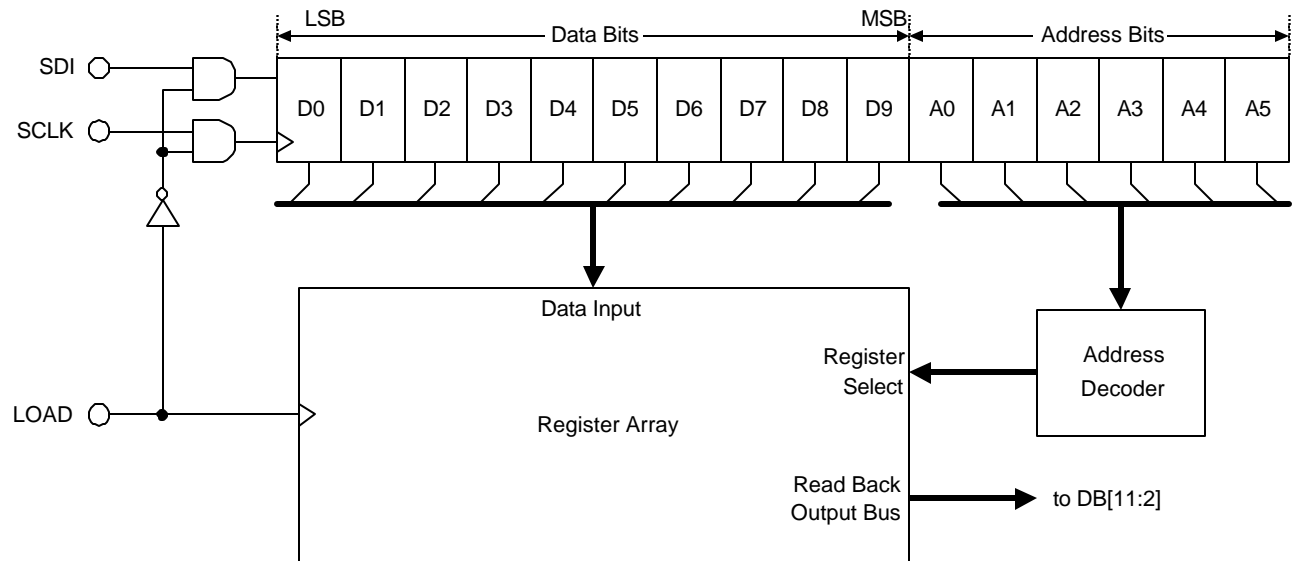 LSB
MSB
Data Bits
Address Bits
SDI
SCLK
D0 D1 D2 D3 D4 D5 D6 D7 D8 D9 A0 A1 A2 A3 A4 A5
Data Input
Register
Select
Address
Decoder
LOAD
Register Array
Read Back
Output Bus
to DB[11:2]